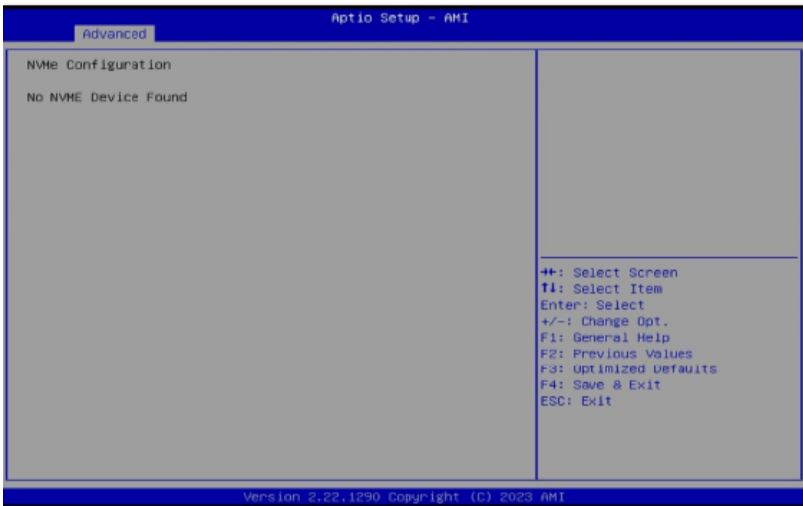 Aptio Setup - AMI
Advanced
NVMe Configuration
No NVME Device Found
→←: Select Screen
↑↓: Select Item
Enter: Select
+/-: Change Opt.
F1: General Help
F2: Previous Values
F3: Optimized Defaults
F4: Save & Exit
ESC: Exit
Version 2.22.1290 Copyright (C) 2023 AMI